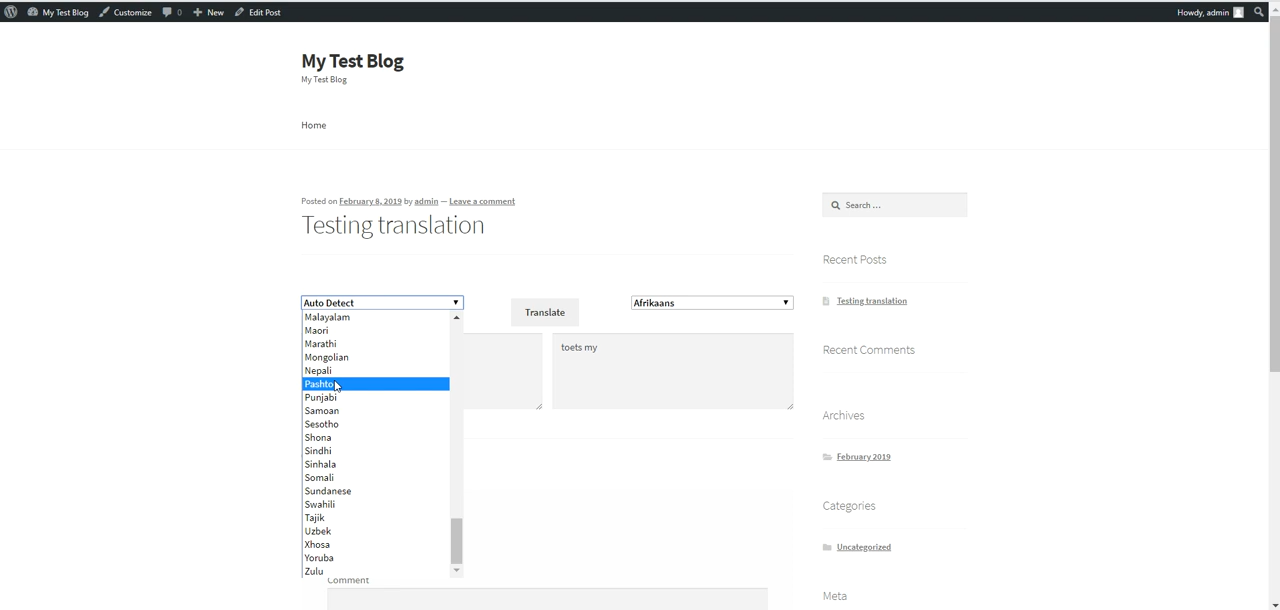 My Test Blog Customize 0 New Edit Post Howdy, admin
My Test Blog
My Test Blog
Home
Posted on February 8, 2019 by admin — Leave a comment
Testing translation
Auto Detect
Malayalam
Maori
Marathi
Mongolian
Nepali
Pashto
Punjabi
Samoan
Sesotho
Shona
Sindhi
Sinhala
Somali
Sundanese
Swahili
Tajik
Uzbek
Xhosa
Yoruba
Zulu
Translate
Afrikaans
toets my
Comment
Search ...
Recent Posts
Testing translation
Recent Comments
Archives
February 2019
Categories
Uncategorized
Meta